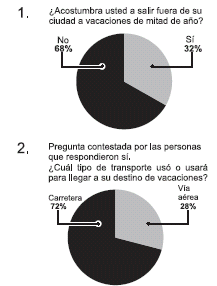 1. ¿Acostumbra usted a salir fuera de su
ciudad a vacaciones de mitad de año?
No
68%
Sí
32%
2. Pregunta contestada por las personas
que respondieron sí.
¿Cuál tipo de transporte usó o usará
para llegar a su destino de vacaciones?
Carretera
72%
Vía
aérea
28%